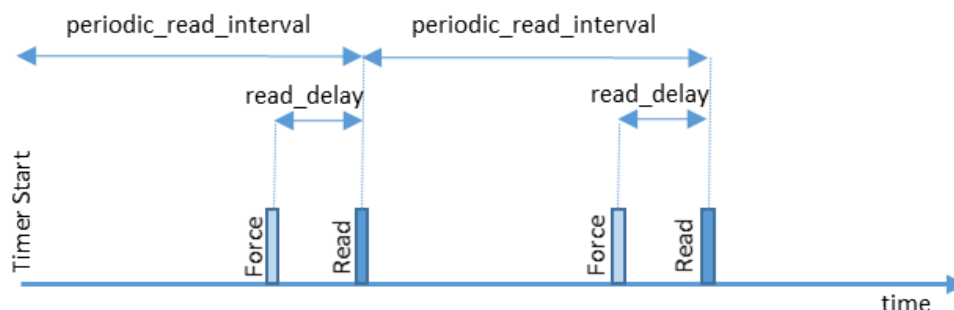 periodic_read_interval
periodic_read_interval
read_delay
read_delay
Timer Start
Force
Read
Force
Read
time